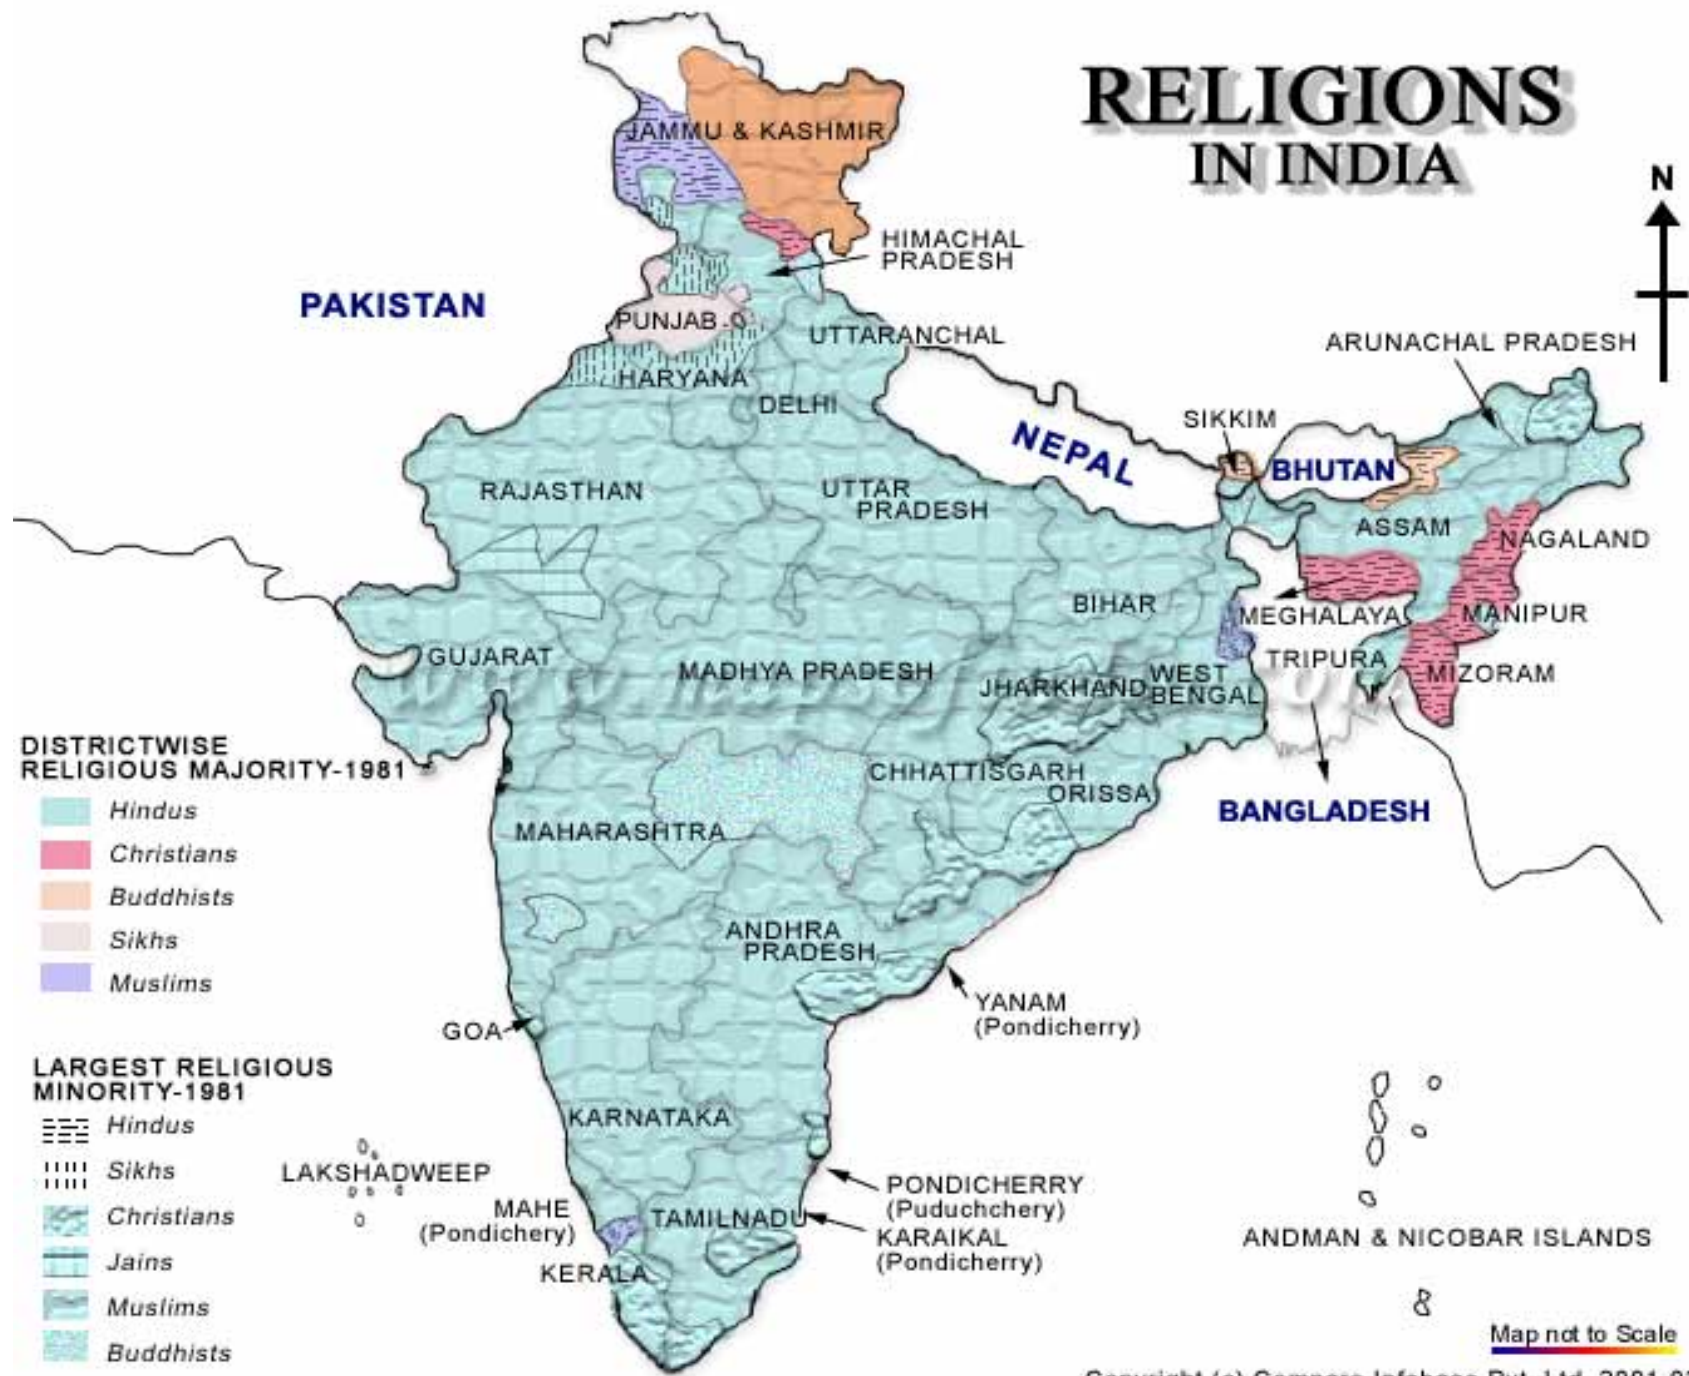 RELIGIONS
IN INDIA
N
JAMMU & KASHMIR
HIMACHAL
PRADESH
PAKISTAN
PUNJAB
UTTARANCHAL
ARUNACHAL PRADESH
HARYANA
DELHI
SIKKIM
NEPAL
BHUTAN
RAJASTHAN
UTTAR
PRADESH
ASSAM
NAGALAND
BIHAR
MEGHALAYA
MANIPUR
GUJARAT
MADHYA PRADESH
JHARKHAND
WEST
BENGAL
TRIPURA
MIZORAM
CHHATTISGARH
ORISSA
BANGLADESH
MAHARASHTRA
ANDHRA
PRADESH
YANAM
(Pondicherry)
GOA
KARNATAKA
LAKSHADWEEP
MAHE
(Pondichery)
TAMILNADU
PONDICHERRY
(Puduchchery)
KARAIKAL
(Pondicherry)
KERALA
ANDMAN & NICOBAR ISLANDS
DISTRICTWISE
RELIGIOUS MAJORITY-1981
Hindus
Christians
Buddhists
Sikhs
Muslims
LARGEST RELIGIOUS
MINORITY-1981
Hindus
Sikhs
Christians
Jains
Muslims
Buddhists
Map not to Scale